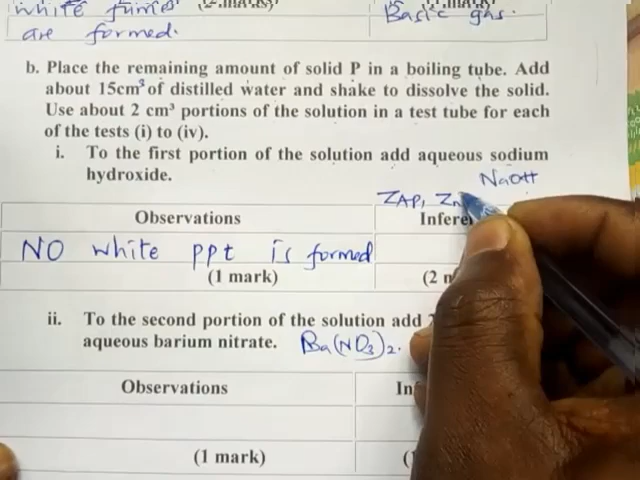 white fumes
are formed.
Basic gas.
b. Place the remaining amount of solid P in a boiling tube. Add
about 15cm³ of distilled water and shake to dissolve the solid.
Use about 2 cm³ portions of the solution in a test tube for each
of the tests (i) to (iv).
i. To the first portion of the solution add aqueous sodium
hydroxide.
NaOH
ZAP, ZN
Observations
NO white ppt is formed
(1 mark)
(2
ii. To the second portion of the solution add
aqueous barium nitrate. Ba(NO3)2.
Observations
(1 mark)